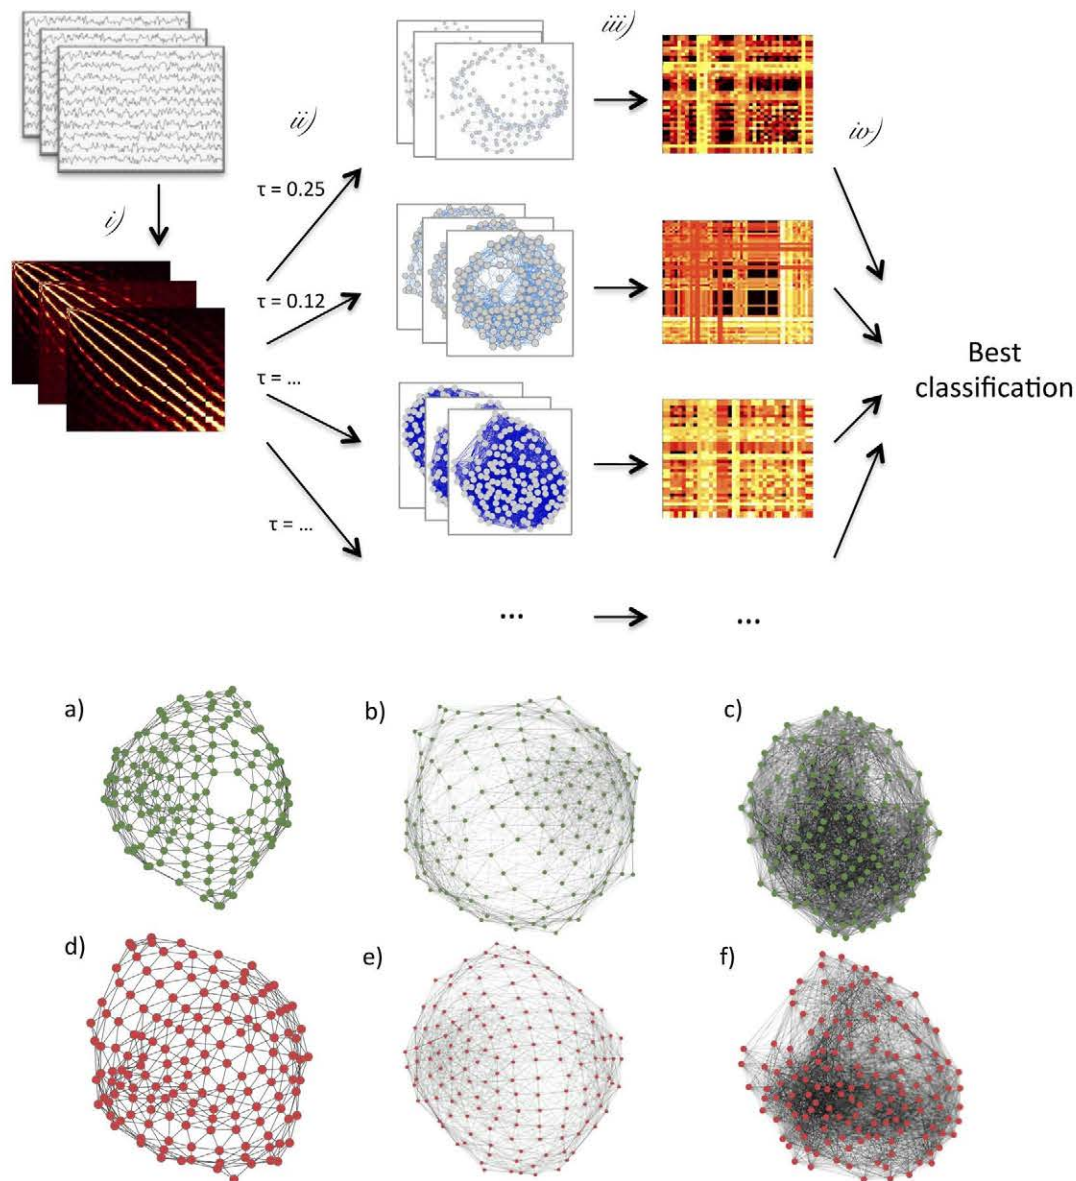 i)
ii)
iii)
iv)
τ = 0.25
τ = 0.12
τ = ...
τ = ...
Best
classification
...
...
a)
b)
c)
d)
e)
f)